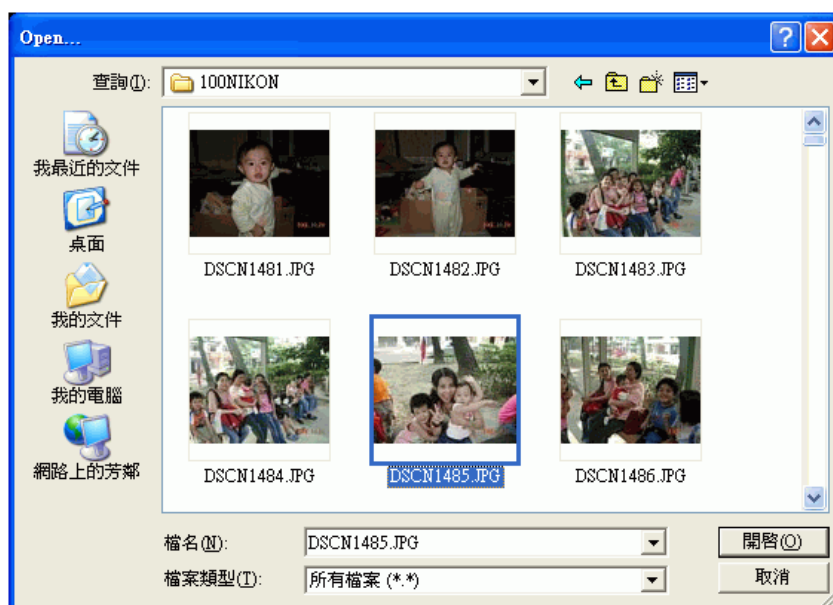 Open...
查詢(I):
100NIKON
我最近的文件
桌面
我的文件
我的電腦
網路上的芳鄰
DSCN1481.JPG
DSCN1482.JPG
DSCN1483.JPG
DSCN1484.JPG
DSCN1485.JPG
DSCN1486.JPG
檔名(N):
DSCN1485.JPG
開啓(O)
檔案類型(T):
所有檔案 (*.*)
取消